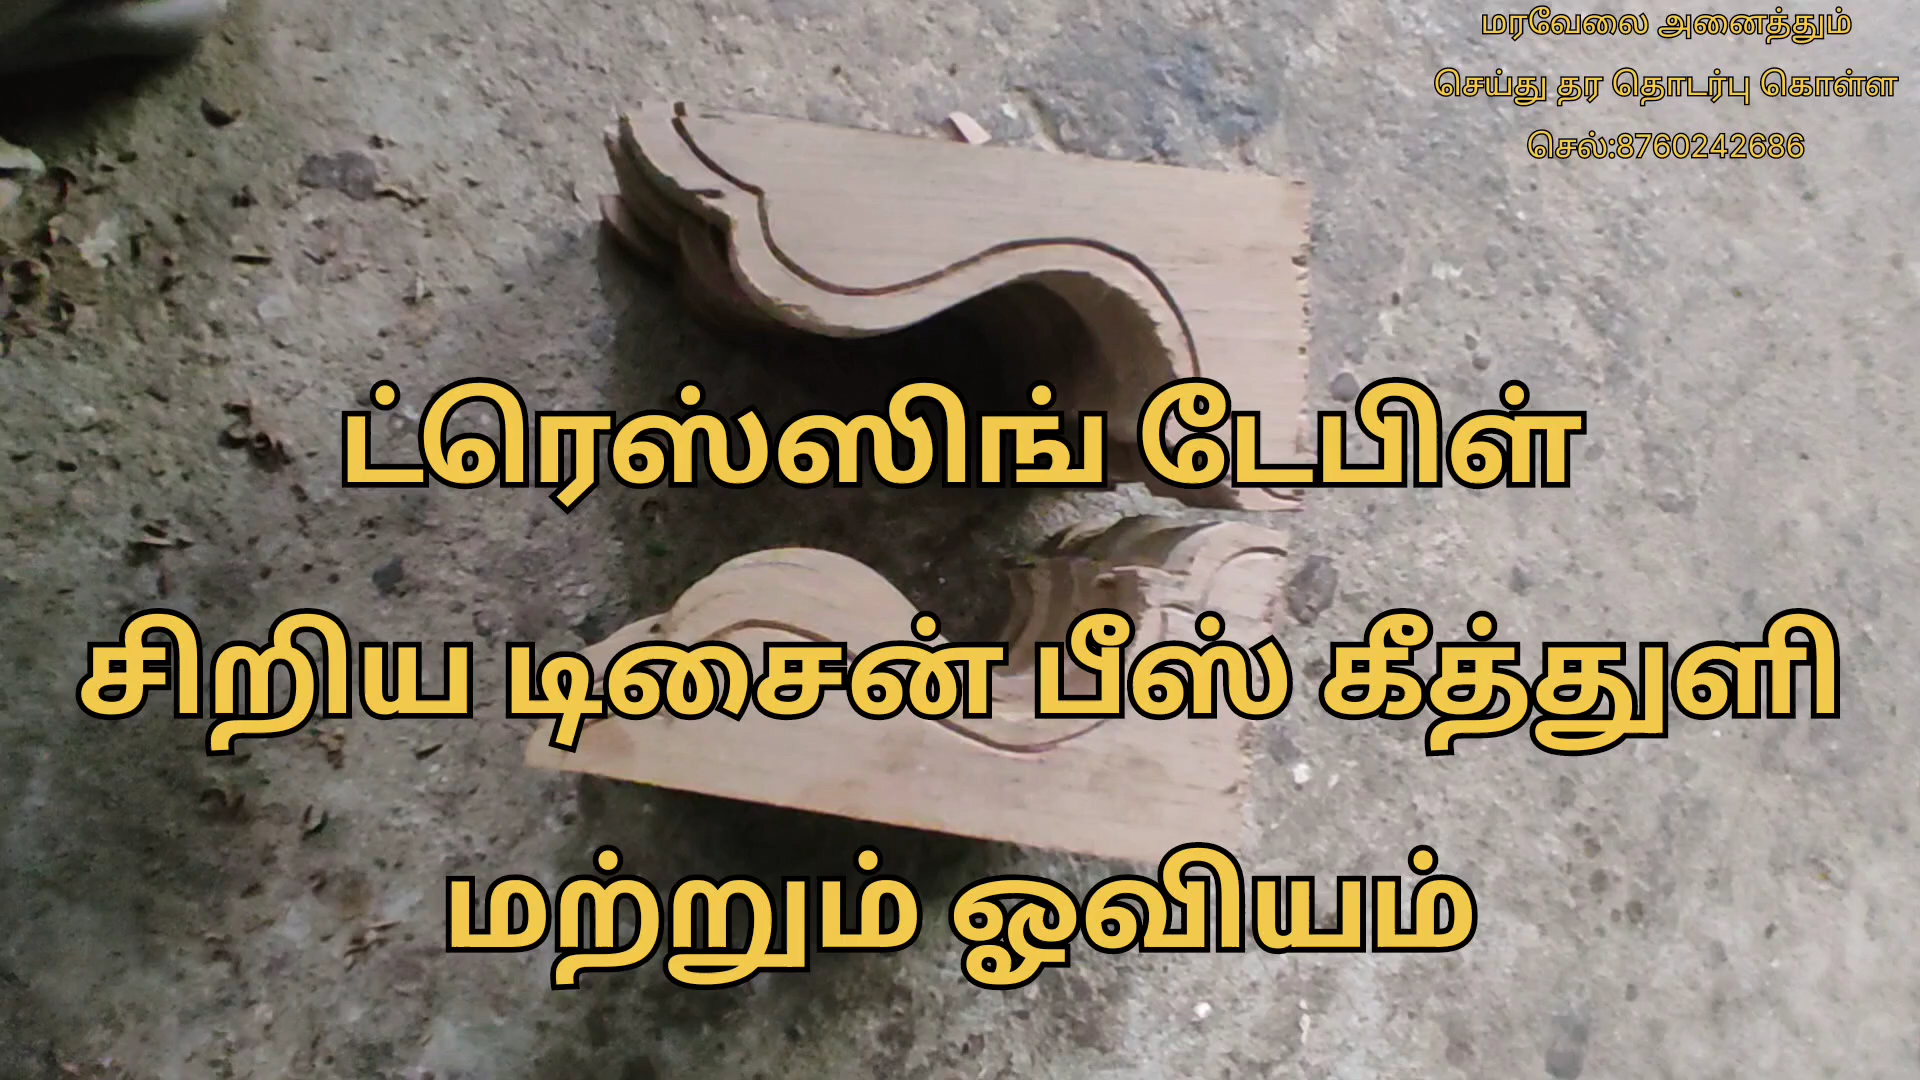 மரவேலை அனைத்தும்
செய்து தர தொடர்பு கொள்ள
செல்:8760242686
ட்ரெஸ்ஸிங் டேபிள்
சிறிய டிசைன் பீஸ் கீத்துளி
மற்றும் ஓவியம்